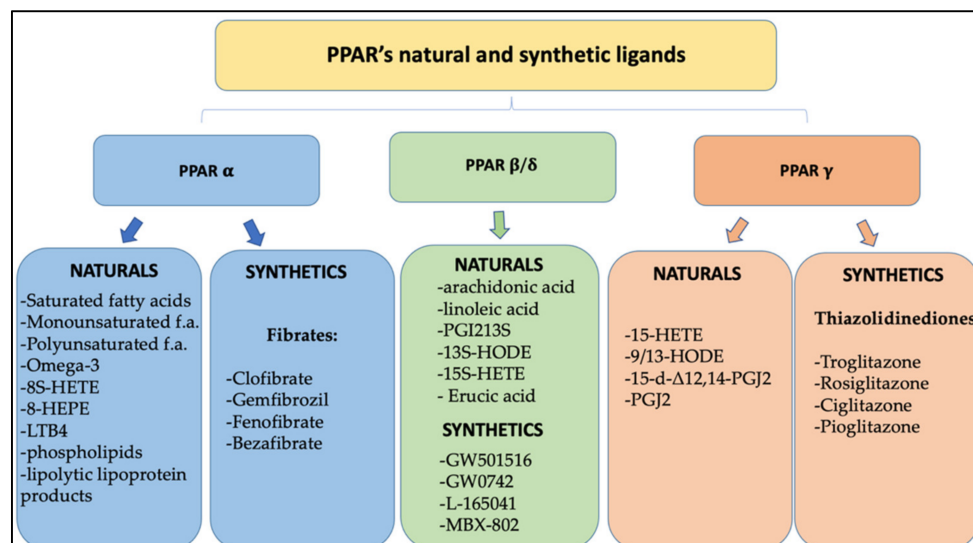 PPAR's natural and synthetic ligands
PPAR α
PPAR β/δ
PPAR γ
NATURALS
-Saturated fatty acids
-Monounsaturated f.a.
-Polyunsaturated f.a.
-Omega-3
-8S-HETE
-8-HEPE
-LTB4
-phospholipids
-lipolytic lipoprotein
products
SYNTHETICS
Fibrates:
-Clofibrate
-Gemfibrozil
-Fenofibrate
-Bezafibrate
NATURALS
-arachidonic acid
-linoleic acid
-PGI213S
-13S-HODE
-15S-HETE
- Erucic acid
SYNTHETICS
-GW501516
-GW0742
-L-165041
-MBX-802
NATURALS
-15-HETE
-9/13-HODE
-15-d-Δ12,14-PGJ2
-PGJ2
SYNTHETICS
Thiazolidinediones
-Troglitazone
-Rosiglitazone
-Ciglitazone
-Pioglitazone